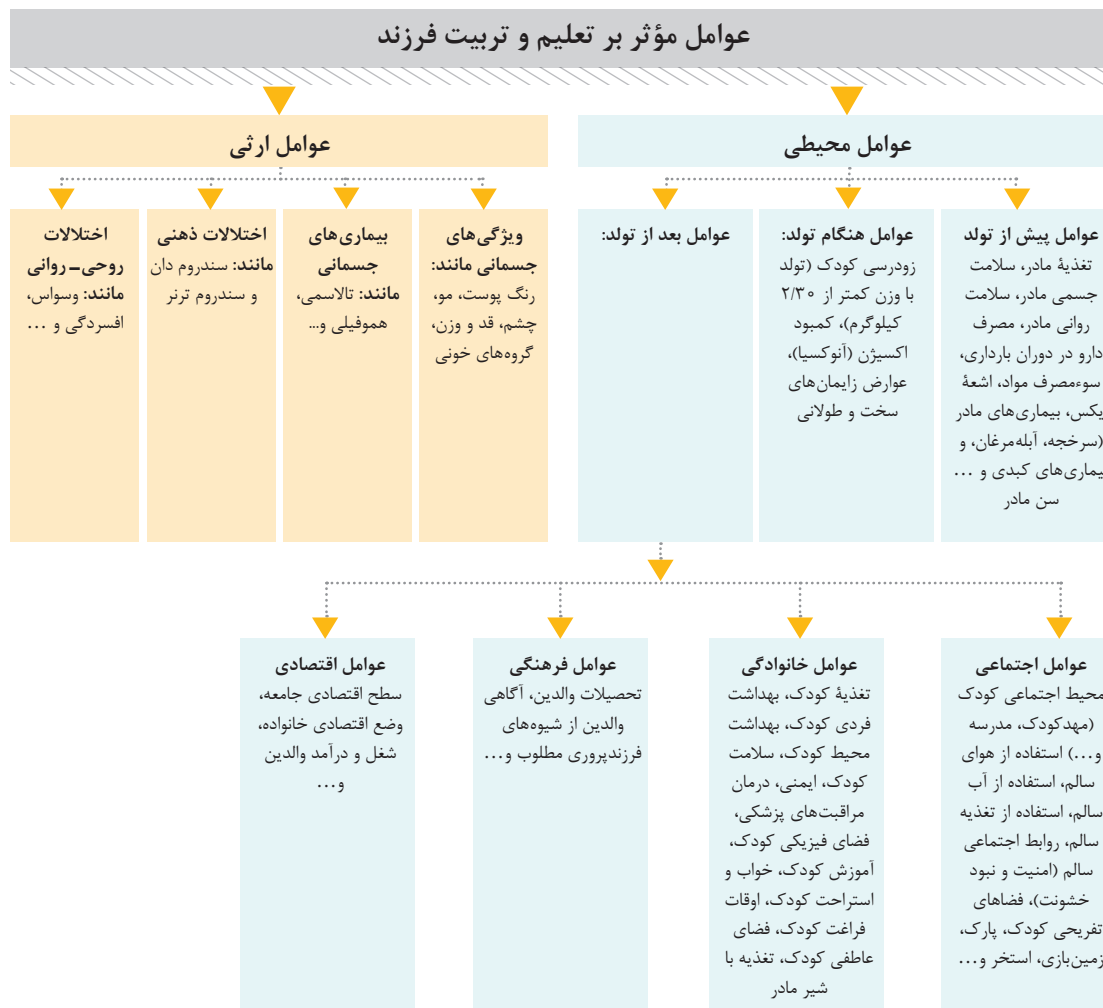 عوامل مؤثر بر تعلیم و تربیت فرزند
عوامل محیطی
عوامل پیش از تولد
تغذیۀ مادر، سلامت
جسمی مادر، سلامت
روانی مادر، مصرف
دارو در دوران بارداری،
سوءمصرف مواد، اشعۀ
یکس، بیماری‌های مادر
(سرخجه، آبله‌مرغان، و
یماری‌های کبدی و ...
سن مادر
عوامل هنگام تولد:
زودرسی کودک (تولد
با وزن کمتر از ۲/۳۰
کیلوگرم)، کمبود
اکسیژن (آنوکسیا)،
عوارض زایمان‌های
سخت و طولانی
عوامل بعد از تولد:
عوامل ارثی
ویژگی‌های
جسمانی مانند:
رنگ پوست، مو،
چشم، قد و وزن،
گروه‌های خونی
بیماری‌های
جسمانی
مانند: تالاسمی،
هموفیلی و...
اختلالات ذهنی
مانند: سندروم دان
و سندروم ترنر
اختلالات
روحی‌ـ روانی
مانند: وسواس،
افسردگی و ...
عوامل اجتماعی
محیط اجتماعی کودک
(مهدکودک، مدرسه
و...) استفاده از هوای
سالم، استفاده از آب
سالم، استفاده از تغذیه
سالم، روابط اجتماعی
سالم (امنیت و نبود
خشونت)، فضاهای
تفریحی کودک، پارک،
زمین‌بازی، استخر و...
عوامل خانوادگی
تغذیۀ کودک، بهداشت
فردی کودک، بهداشت
محیط کودک، سلامت
کودک، ایمنی، درمان
مراقبت‌های پزشکی،
فضای فیزیکی کودک،
آموزش کودک، خواب و
استراحت کودک، اوقات
فراغت کودک، فضای
عاطفی کودک، تغذیه با
شیر مادر
عوامل فرهنگی
تحصیلات والدین، آگاهی
والدین از شیوه‌های
فرزندپروری مطلوب و...
عوامل اقتصادی
سطح اقتصادی جامعه،
وضع اقتصادی خانواده،
شغل و درآمد والدین
و...